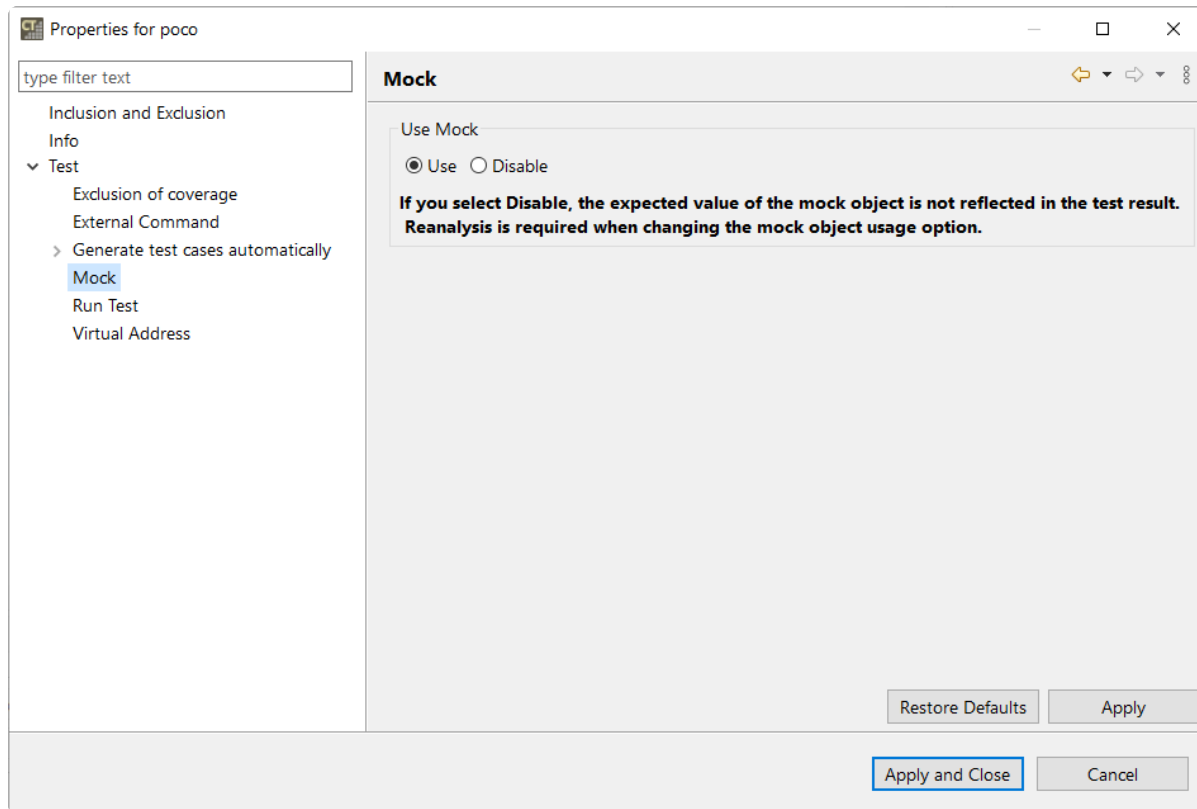 CT
Properties for poco
type filter text
Inclusion and Exclusion
Info
Test
Exclusion of coverage
External Command
Generate test cases automatically
Mock
Run Test
Virtual Address
Mock
Use Mock
Use Disable
If you select Disable, the expected value of the mock object is not reflected in the test result.
Reanalysis is required when changing the mock object usage option.
Restore Defaults Apply
Apply and Close Cancel